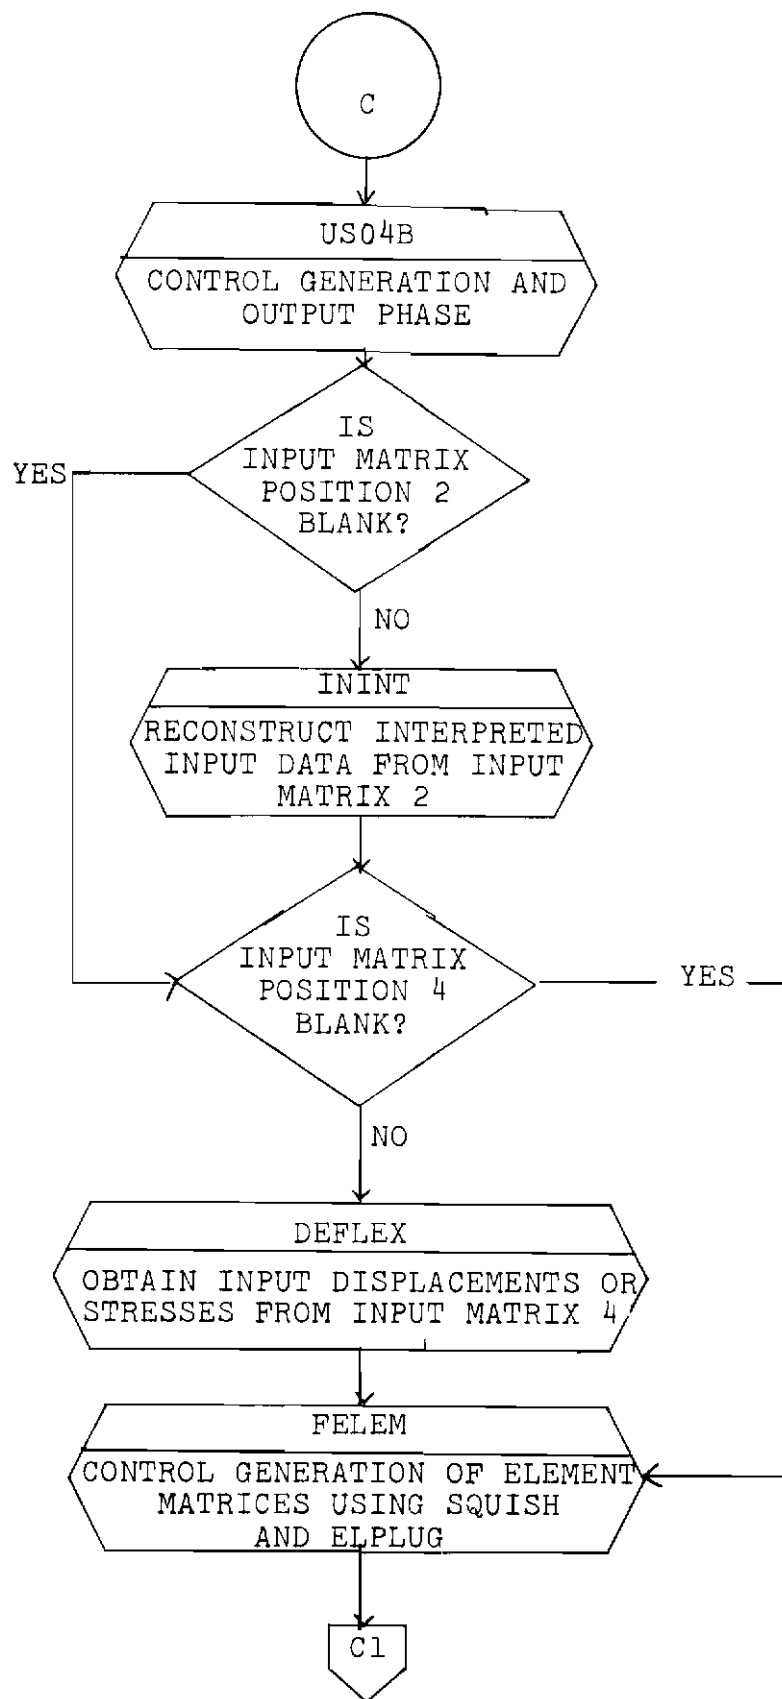 C
US04B
CONTROL GENERATION AND
OUTPUT PHASE
IS
INPUT MATRIX
POSITION 2
BLANK?
YES
NO
ININT
RECONSTRUCT INTERPRETED
INPUT DATA FROM INPUT
MATRIX 2
IS
INPUT MATRIX
POSITION 4
BLANK?
YES
NO
DEFLEX
OBTAIN INPUT DISPLACEMENTS OR
STRESSES FROM INPUT MATRIX 4
FELEM
CONTROL GENERATION OF ELEMENT
MATRICES USING SQUISH
AND ELPLUG
C1